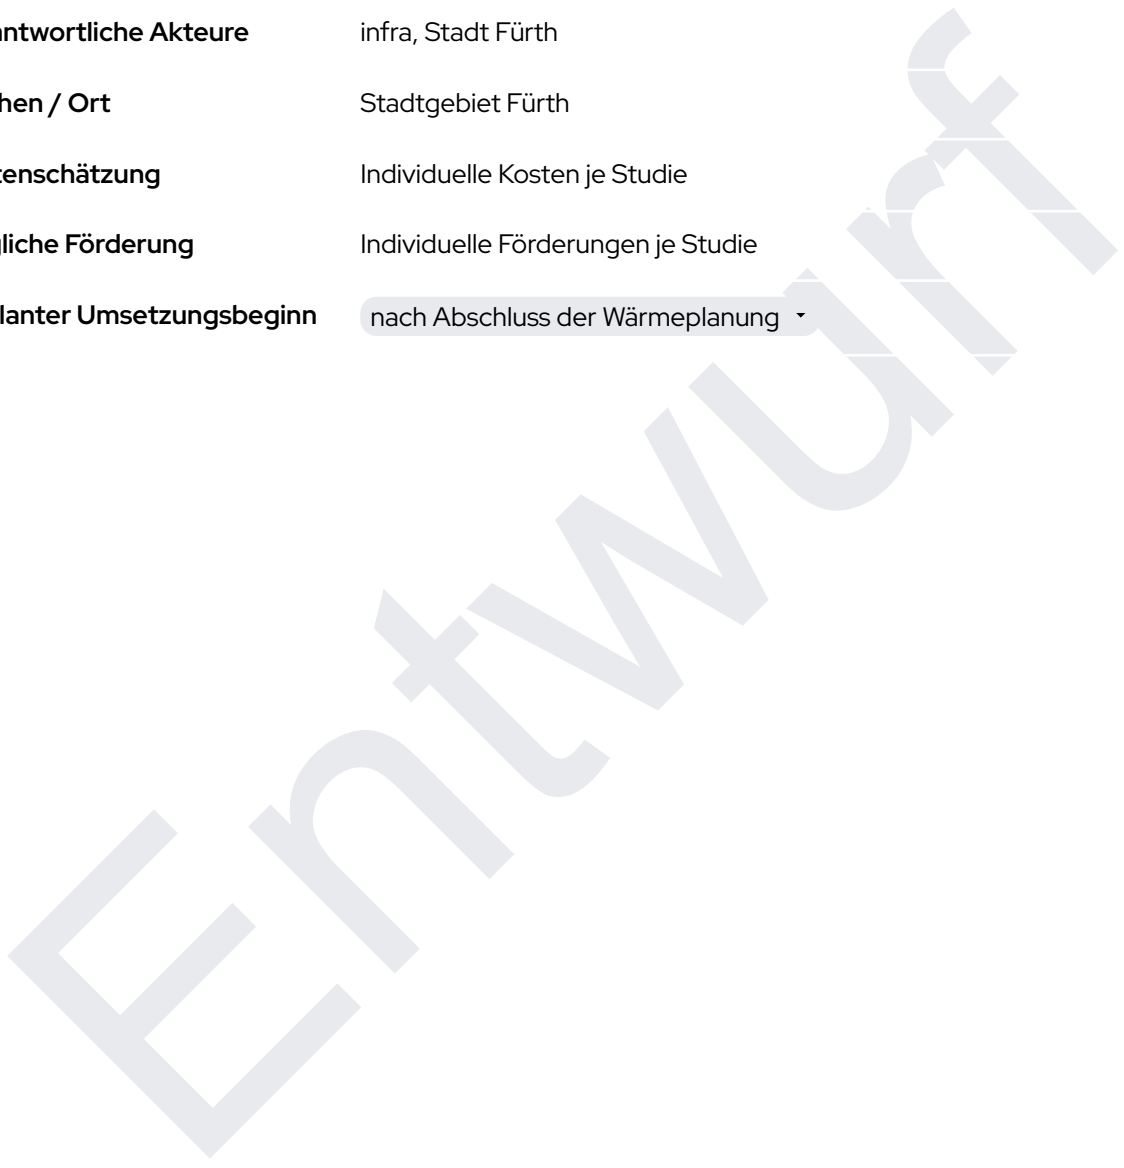 antwortliche Akteure infra, Stadt Fürth
hen / Ort Stadtgebiet Fürth
tenschätzung Individuelle Kosten je Studie
gliche Förderung Individuelle Förderungen je Studie
lanter Umsetzungsbeginn nach Abschluss der Wärmeplanung
Entwurf